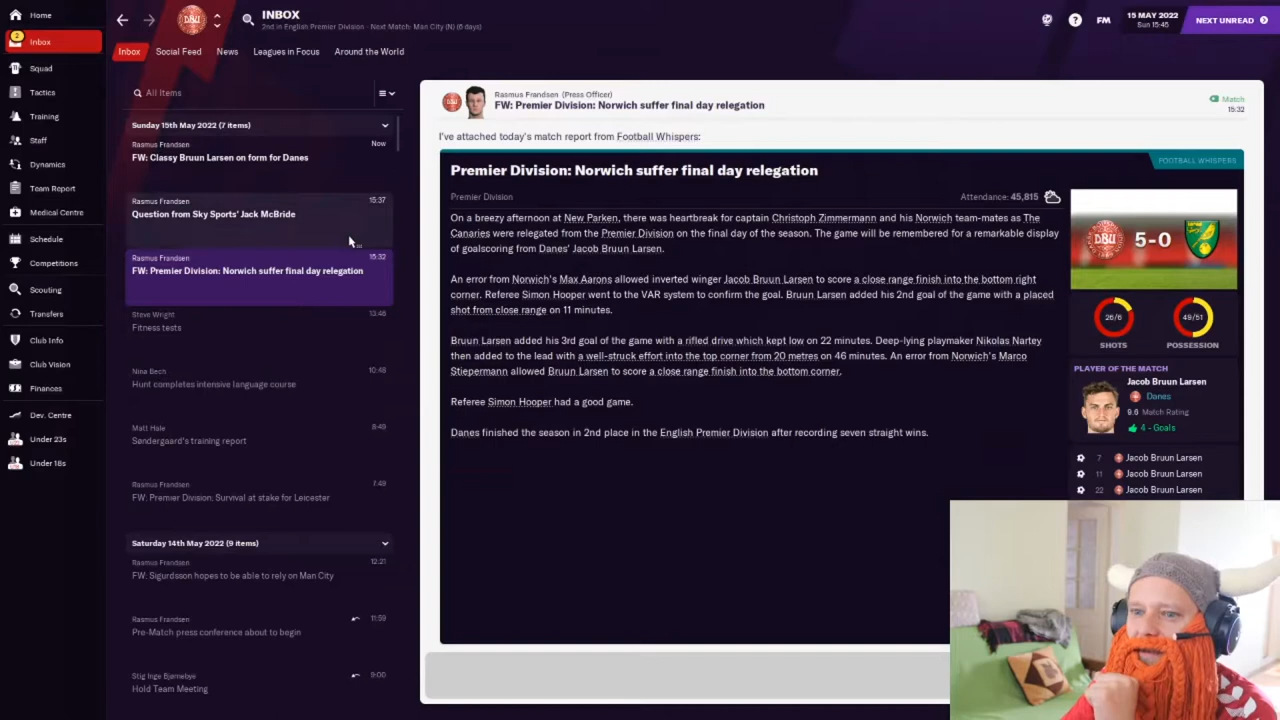 Home
2
Inbox
Squad
Tactics
Training
Staff
Dynamics
Team Report
Medical Centre
Schedule
Competitions
Scouting
Transfers
Club Info
Club Vision
Finances
Dev. Centre
Under 23s
Under 18s
DBU
INBOX
2nd in English Premier Division - Next Match: Man City (N) (6 days)
?
FM
15 MAY 2022
Sun 15:45
NEXT UNREAD
Inbox
Social Feed
News
Leagues in Focus
Around the World
All Items
Sunday 15th May 2022 (7 items)
Rasmus Frandsen
Now
FW: Classy Bruun Larsen on form for Danes
Rasmus Frandsen
15:37
Question from Sky Sports' Jack McBride
Rasmus Frandsen
15:32
FW: Premier Division: Norwich suffer final day relegation
Steve Wright
13:46
Fitness tests
Nina Bech
10:48
Hunt completes intensive language course
Matt Hale
8:49
Søndergaard's training report
Rasmus Frandsen
7:49
FW: Premier Division: Survival at stake for Leicester
Saturday 14th May 2022 (9 items)
Rasmus Frandsen
12:21
FW: Sigurdsson hopes to be able to rely on Man City
Rasmus Frandsen
11:59
Pre-Match press conference about to begin
Stig Inge Bjørnebye
9:00
Hold Team Meeting
Rasmus Frandsen (Press Officer)
FW: Premier Division: Norwich suffer final day relegation
Match
15:32
I've attached today's match report from Football Whispers:
FOOTBALL WHISPERS
Premier Division: Norwich suffer final day relegation
Premier Division
Attendance: 45,815
On a breezy afternoon at New Parken, there was heartbreak for captain Christoph Zimmermann and his Norwich team-mates as The
Canaries were relegated from the Premier Division on the final day of the season. The game will be remembered for a remarkable display
of goalscoring from Danes' Jacob Bruun Larsen.
An error from Norwich's Max Aarons allowed inverted winger Jacob Bruun Larsen to score a close range finish into the bottom right
corner. Referee Simon Hooper went to the VAR system to confirm the goal. Bruun Larsen added his 2nd goal of the game with a placed
shot from close range on 11 minutes.
Bruun Larsen added his 3rd goal of the game with a rifled drive which kept low on 22 minutes. Deep-lying playmaker Nikolas Nartey
then added to the lead with a well-struck effort into the top corner from 20 metres on 46 minutes. An error from Norwich's Marco
Stiepermann allowed Bruun Larsen to score a close range finish into the bottom corner.
Referee Simon Hooper had a good game.
Danes finished the season in 2nd place in the English Premier Division after recording seven straight wins.
DBU
5-0
26/6
SHOTS
49/51
POSSESSION
PLAYER OF THE MATCH
Jacob Bruun Larsen
Danes
9.6 Match Rating
4 - Goals
7 Jacob Bruun Larsen
11 Jacob Bruun Larsen
22 Jacob Bruun Larsen